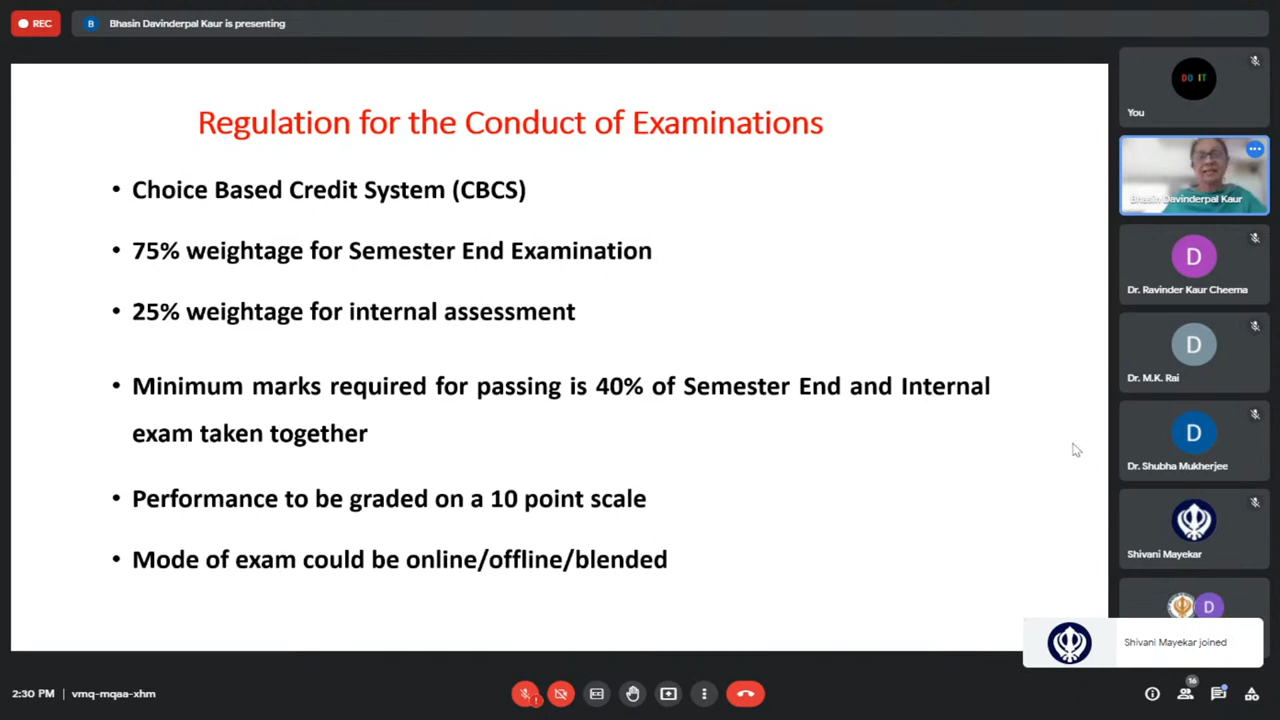 REC
B
Bhasin Davinderpal Kaur is presenting
Regulation for the Conduct of Examinations
• Choice Based Credit System (CBCS)
• 75% weightage for Semester End Examination
• 25% weightage for internal assessment
• Minimum marks required for passing is 40% of Semester End and Internal
exam taken together
• Performance to be graded on a 10 point scale
• Mode of exam could be online/offline/blended
DO IT
You
Bhasin Davinderpal Kaur
D
Dr. Ravinder Kaur Cheema
D
Dr. M.K. Rai
D
Dr. Shubha Mukherjee
Shivani Mayekar
D
Shivani Mayekar joined
2:30 PM | vmq-mqaa-xhm
16